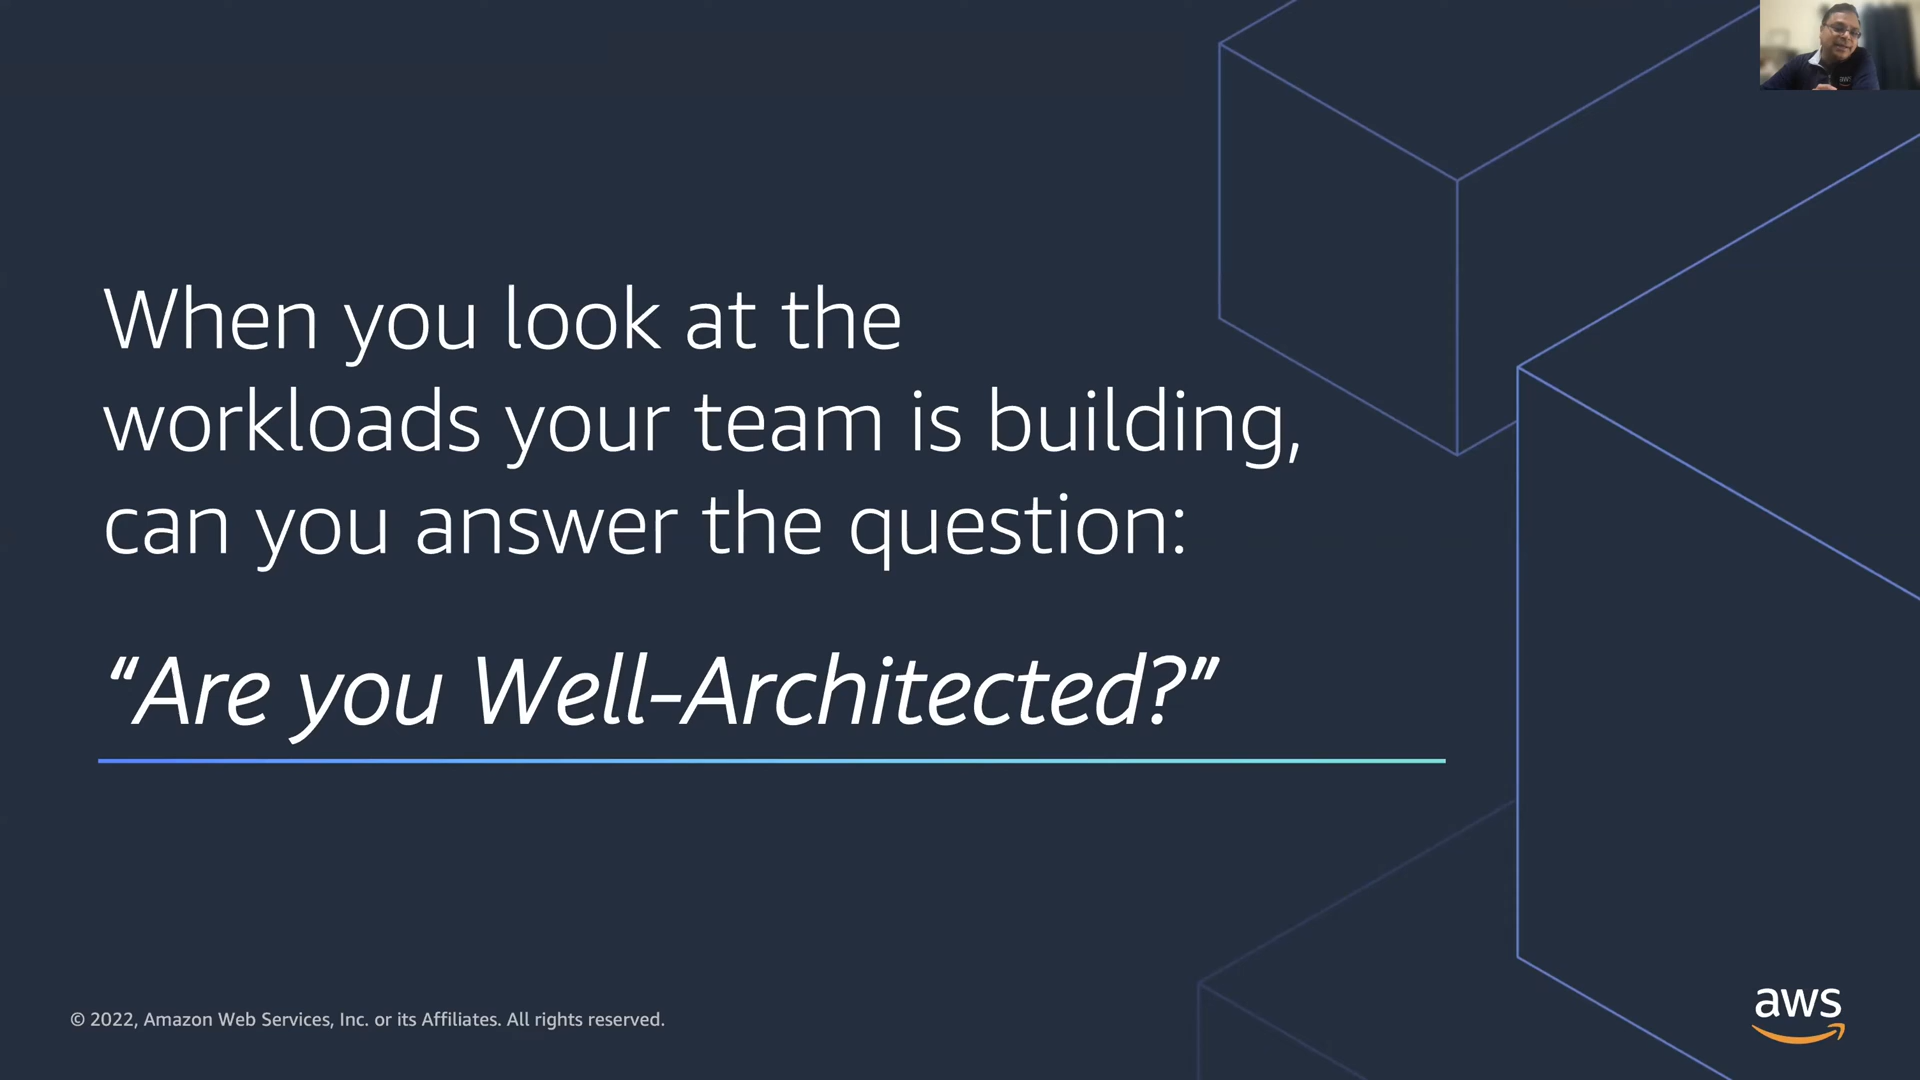 When you look at the
workloads your team is building,
can you answer the question:
“Are you Well-Architected?”
© 2022, Amazon Web Services, Inc. or its Affiliates. All rights reserved.
aws